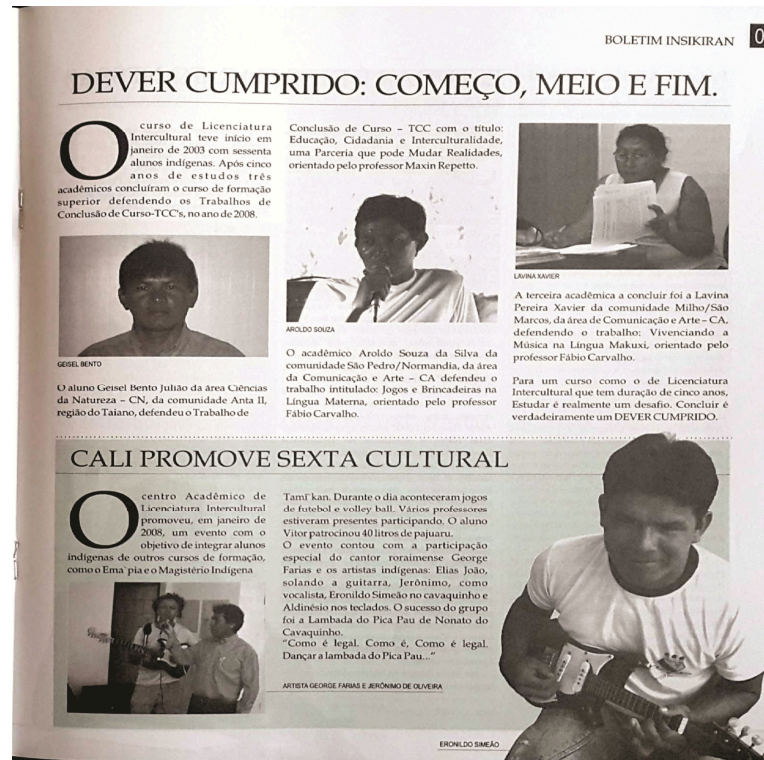 BOLETIM INSIKIRAN
0
DEVER CUMPRIDO: COMEÇO, MEIO E FIM.
O curso de Licenciatura
Intercultural teve início em
janeiro de 2003 com sessenta
alunos indígenas. Após cinco
anos de estudos três
acadêmicos concluíram o curso de formação
superior defendendo os Trabalhos de
Conclusão de Curso-TCC's, no ano de 2008.
GEISEL BENTO
O aluno Geisel Bento Julião da área Ciências
da Natureza – CN, da comunidade Anta II,
região do Taiano, defendeu o Trabalho de
Conclusão de Curso – TCC com o título:
Educação, Cidadania e Interculturalidade,
uma Parceria que pode Mudar Realidades,
orientado pelo professor Maxin Repetto.
AROLDO SOUZA
O acadêmico Aroldo Souza da Silva da
comunidade São Pedro/Normandia, da área
da Comunicação e Arte – CA defendeu o
trabalho intitulado: Jogos e Brincadeiras na
Língua Materna, orientado pelo professor
Fábio Carvalho.
LAVINA XAVIER
A terceira acadêmica a concluir foi a Lavina
Pereira Xavier da comunidade Milho/São
Marcos, da área de Comunicação e Arte – CA,
defendendo o trabalho: Vivenciando a
Música na Língua Makuxi, orientado pelo
professor Fábio Carvalho.
Para um curso como o de Licenciatura
Intercultural que tem duração de cinco anos,
Estudar é realmente um desafio. Concluir é
verdadeiramente um DEVER CUMPRIDO.
CALI PROMOVE SEXTA CULTURAL
O centro Acadêmico de
Licenciatura Intercultural
promoveu, em janeiro de
2008, um evento com o
objetivo de integrar alunos
indígenas de outros cursos de formação,
como o Ema`pia e o Magistério Indígena
Tamî`kan. Durante o dia aconteceram jogos
de futebol e volley ball. Vários professores
estiveram presentes participando. O aluno
Vitor patrocinou 40 litros de pajuaru.
O evento contou com a participação
especial do cantor roraimense George
Farias e os artistas indígenas: Elias João,
solando a guitarra, Jerônimo, como
vocalista, Eronildo Simeão no cavaquinho e
Aldinésio nos teclados. O sucesso do grupo
foi a Lambada do Pica Pau de Nonato do
Cavaquinho.
"Como é legal. Como é, Como é legal.
Dançar a lambada do Pica Pau..."
ARTISTA GEORGE FARIAS E JERÔNIMO DE OLIVEIRA
ERONILDO SIMEÃO